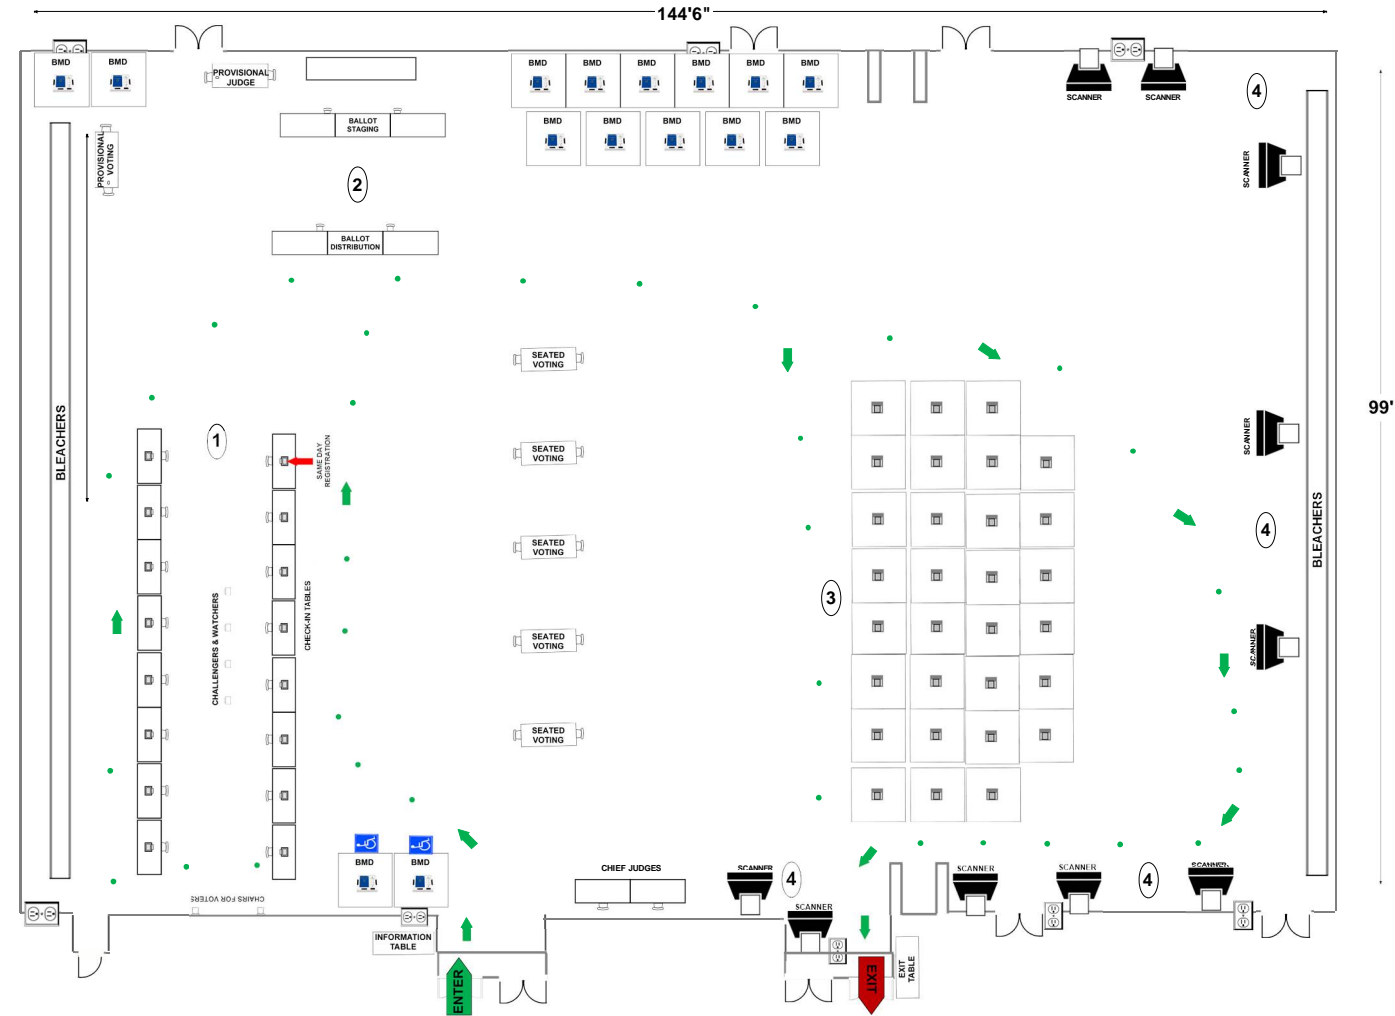 144'6"
BMD
BMD
PROVISIONAL
JUDGE
BMD
BMD
BMD
BMD
BMD
BMD
SCANNER
SCANNER
4
BALLOT
STAGING
BMD
BMD
BMD
BMD
BMD
PROVISIONAL
VOTING
SCANNER
2
BALLOT
DISTRIBUTION
SEATED
VOTING
99'
BLEACHERS
1
SAME DAY
REGISTRATION
SEATED
VOTING
SCANNER
4
BLEACHERS
SEATED
VOTING
CHALLENGERS & WATCHERS
CHECK-IN TABLES
3
SEATED
VOTING
SCANNER
SEATED
VOTING
BMD
BMD
CHIEF JUDGES
SCANNER
4
SCANNER
SCANNER
4
SCANNER
CHAIRS FOR VOTERS
SCANNER
INFORMATION
TABLE
ENTER
EXIT
EXIT
TABLE